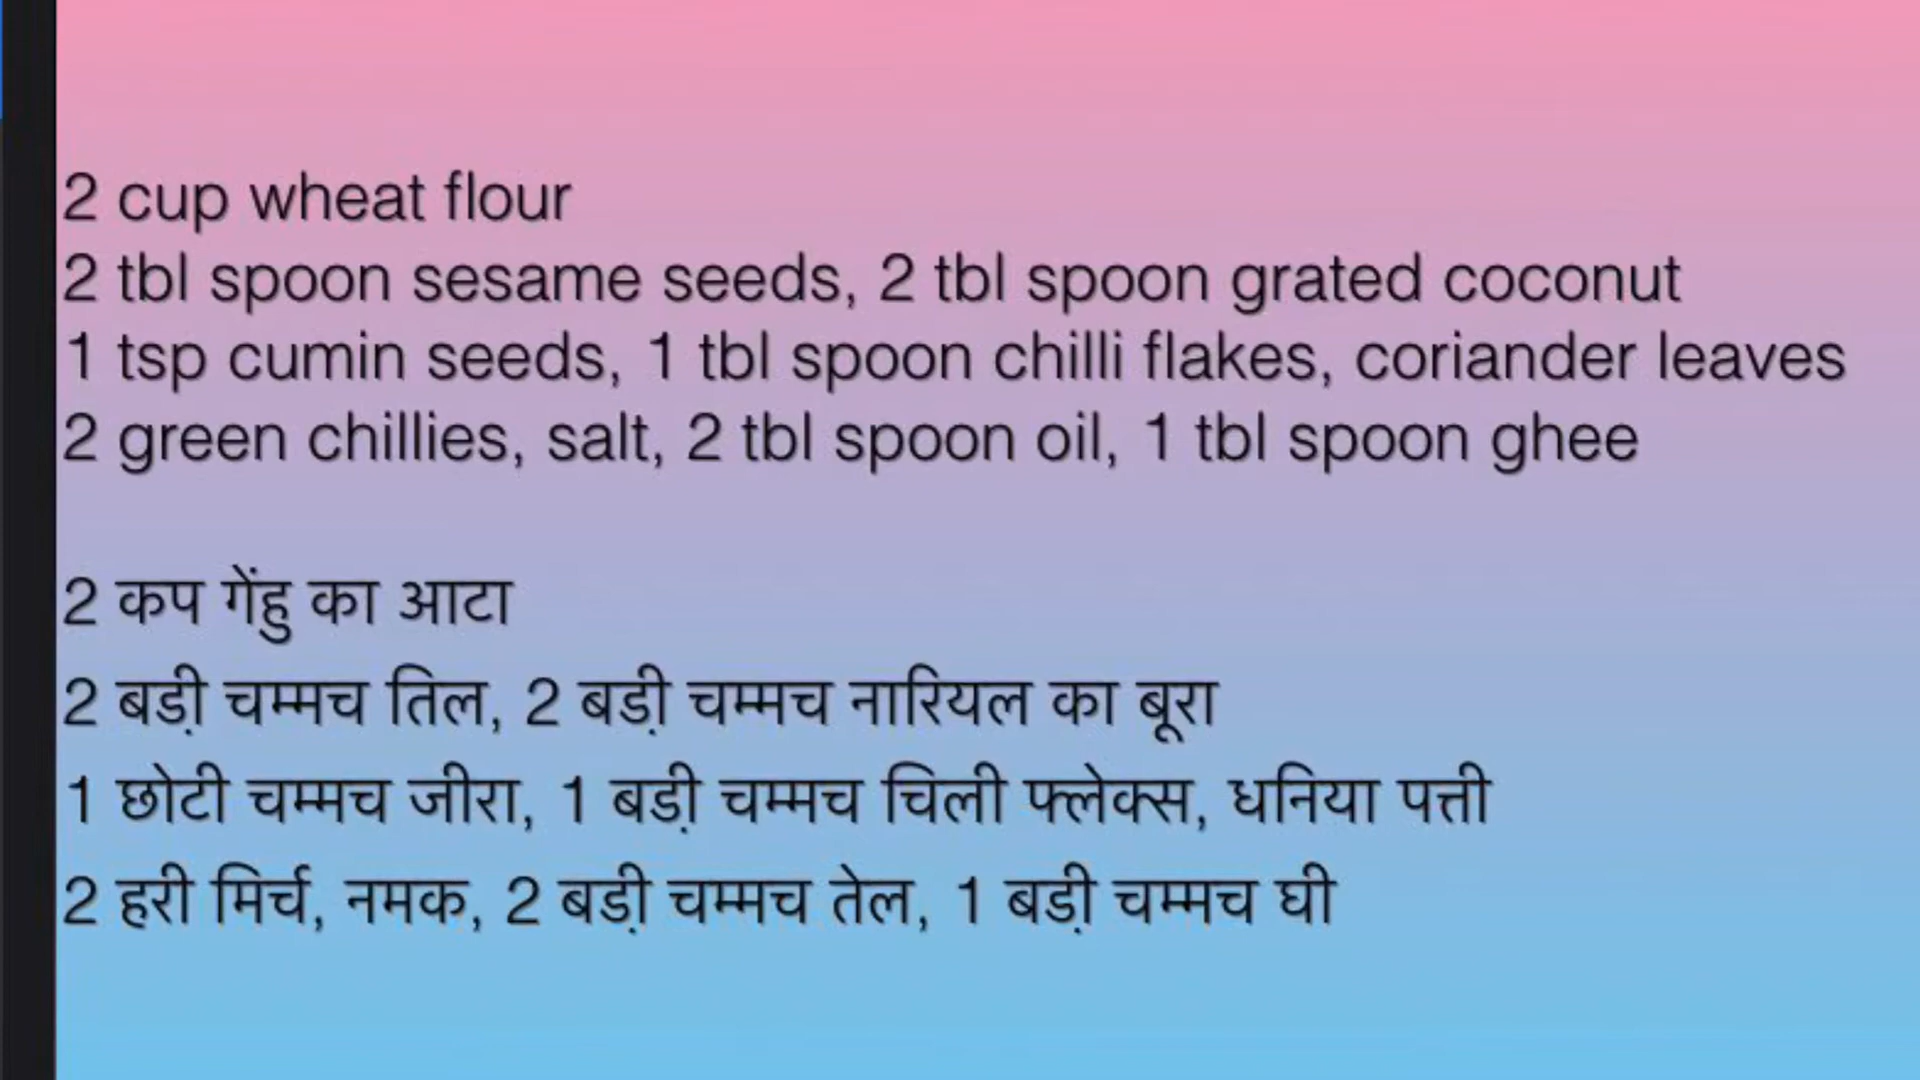 2 cup wheat flour
2 tbl spoon sesame seeds, 2 tbl spoon grated coconut
1 tsp cumin seeds, 1 tbl spoon chilli flakes, coriander leaves
2 green chillies, salt, 2 tbl spoon oil, 1 tbl spoon ghee
2 कप गेंहु का आटा
2 बड़ी चम्मच तिल, 2 बड़ी चम्मच नारियल का बूरा
1 छोटी चम्मच जीरा, 1 बड़ी चम्मच चिली फ्लेक्स, धनिया पत्ती
2 हरी मिर्च, नमक, 2 बड़ी चम्मच तेल, 1 बड़ी चम्मच घी